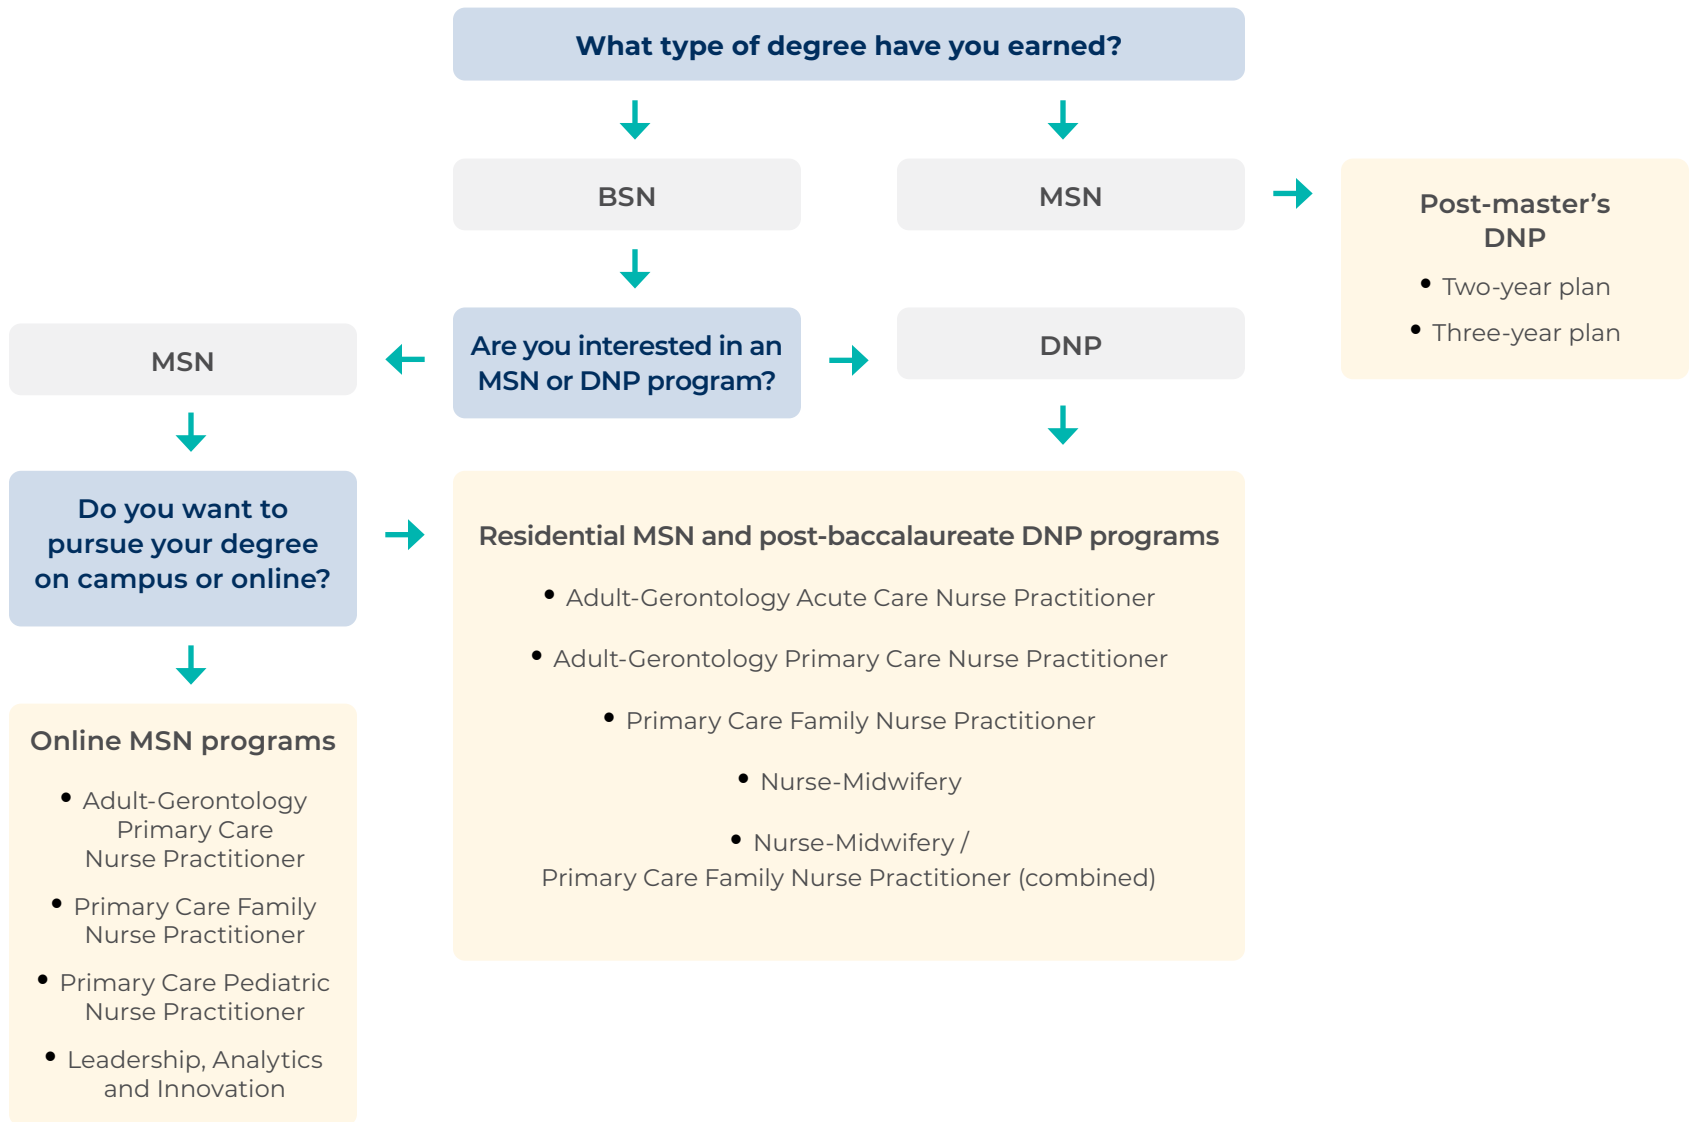 What type of degree have you earned?
BSN
MSN
Post-master’s
DNP
• Two-year plan
• Three-year plan
MSN
Are you interested in an
MSN or DNP program?
DNP
Do you want to
pursue your degree
on campus or online?
Residential MSN and post-baccalaureate DNP programs
• Adult-Gerontology Acute Care Nurse Practitioner
• Adult-Gerontology Primary Care Nurse Practitioner
• Primary Care Family Nurse Practitioner
• Nurse-Midwifery
• Nurse-Midwifery /
Primary Care Family Nurse Practitioner (combined)
Online MSN programs
• Adult-Gerontology
Primary Care
Nurse Practitioner
• Primary Care Family
Nurse Practitioner
• Primary Care Pediatric
Nurse Practitioner
• Leadership, Analytics
and Innovation